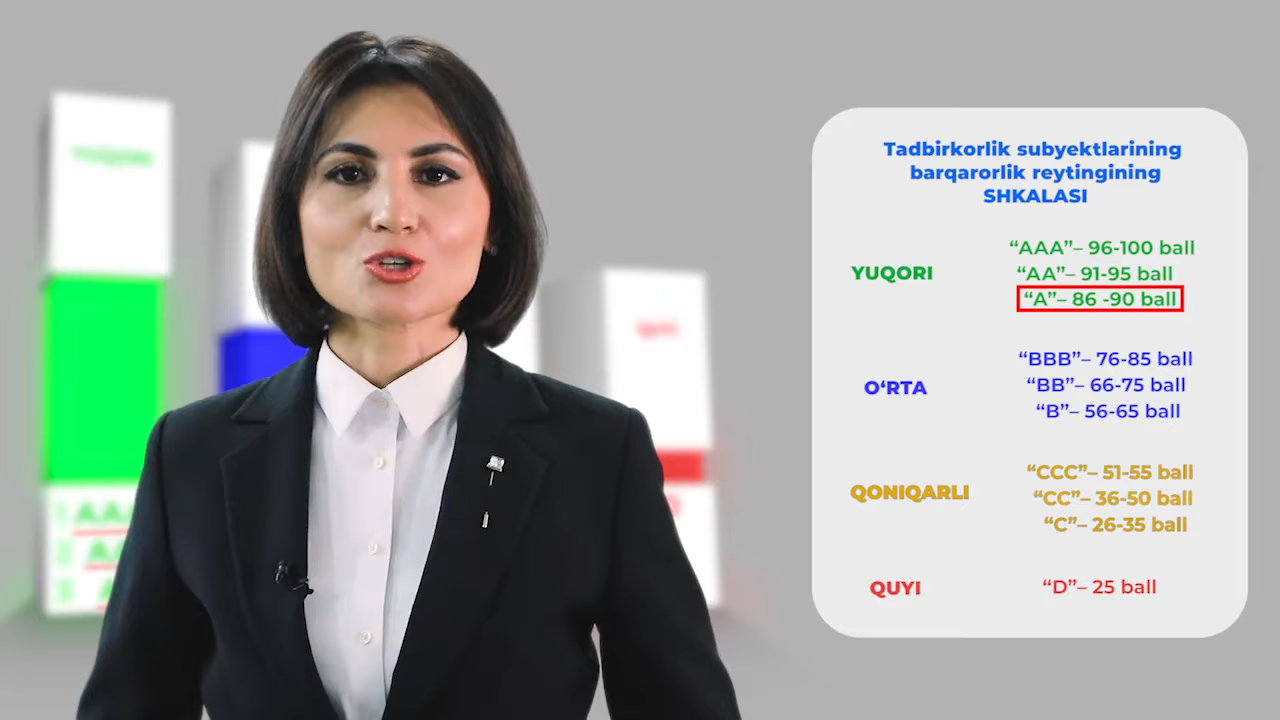 Tadbirkorlik subyektlarining
barqarorlik reytingining
SHKALASI
YUQORI
“AAA”– 96-100 ball
“AA”– 91-95 ball
“A”– 86 -90 ball
O‘RTA
“BBB”– 76-85 ball
“BB”– 66-75 ball
“B”– 56-65 ball
QONIQARLI
“CCC”– 51-55 ball
“CC”– 36-50 ball
“C”– 26-35 ball
QUYI
“D”– 25 ball
YUQORI